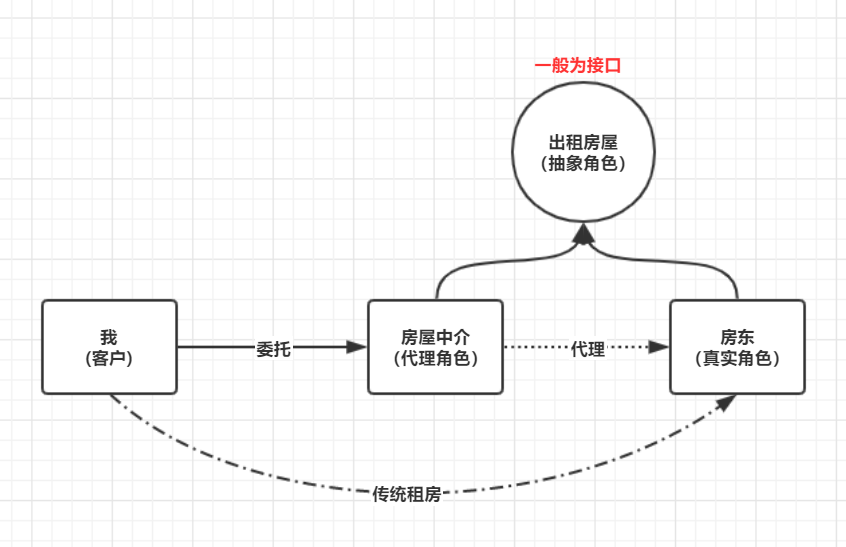 一般为接口
出租房屋
（抽象角色）
我
（客户）
委托
房屋中介
（代理角色）
代理
房东
（真实角色）
传统租房